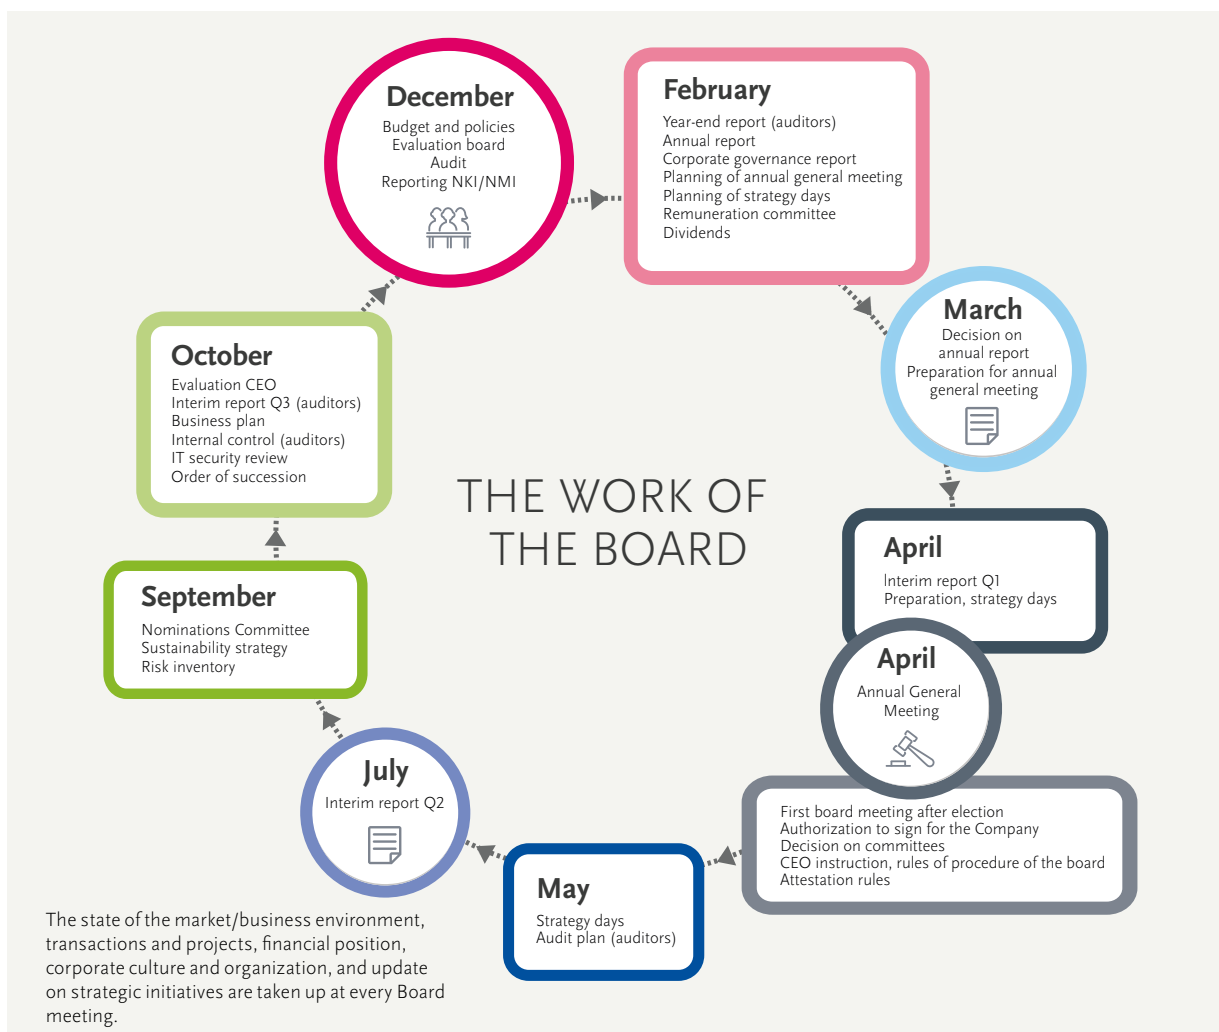 December
Budget and policies
Evaluation board
Audit
Reporting NKI/NMI
February
Year-end report (auditors)
Annual report
Corporate governance report
Planning of annual general meeting
Planning of strategy days
Remuneration committee
Dividends
March
Decision on
annual report
Preparation for annual
general meeting
THE WORK OF
THE BOARD
April
Interim report Q1
Preparation, strategy days
April
Annual General
Meeting
First board meeting after election
Authorization to sign for the Company
Decision on committees
CEO instruction, rules of procedure of the board
Attestation rules
May
Strategy days
Audit plan (auditors)
July
Interim report Q2
September
Nominations Committee
Sustainability strategy
Risk inventory
October
Evaluation CEO
Interim report Q3 (auditors)
Business plan
Internal control (auditors)
IT security review
Order of succession
The state of the market/business environment,
transactions and projects, financial position,
corporate culture and organization, and update
on strategic initiatives are taken up at every Board
meeting.